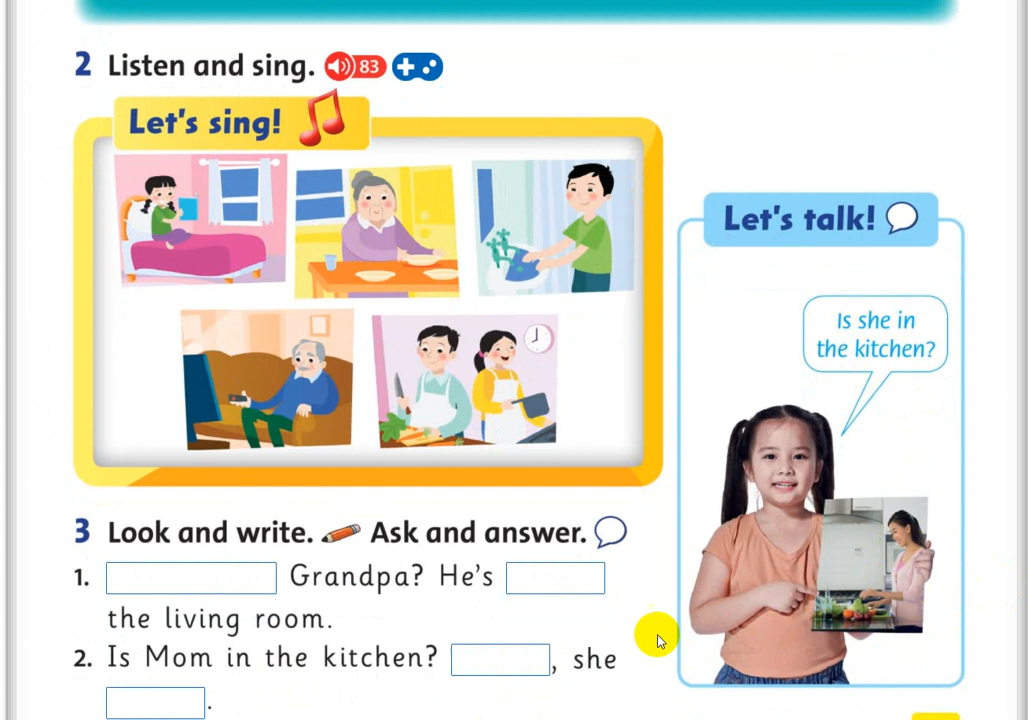 2 Listen and sing. 83
Let's sing!
Let's talk!
Is she in
the kitchen?
3 Look and write. Ask and answer.
1. Grandpa? He's
the living room.
2. Is Mom in the kitchen? , she
.